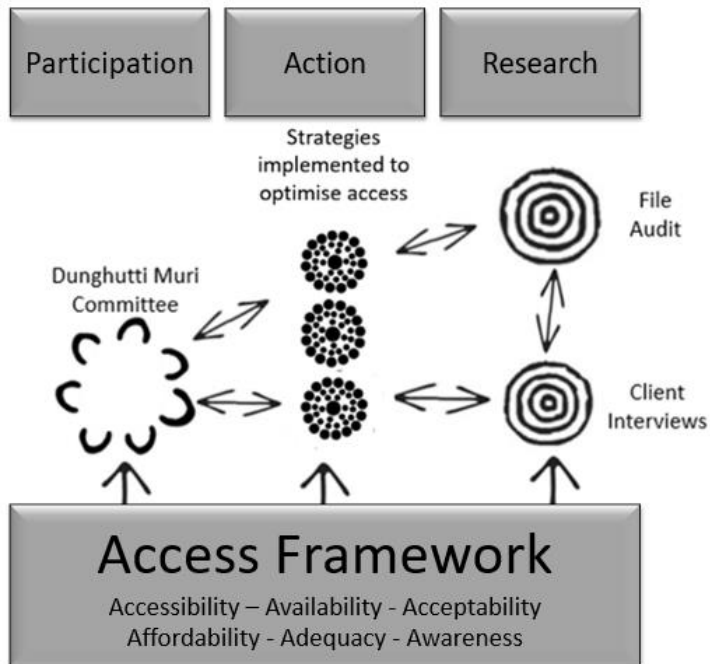 Participation
Action
Research
Strategies
implemented to
optimise access
File
Audit
Dunghutti Muri
Committee
Client
Interviews
Access Framework
Accessibility – Availability - Acceptability
Affordability - Adequacy - Awareness